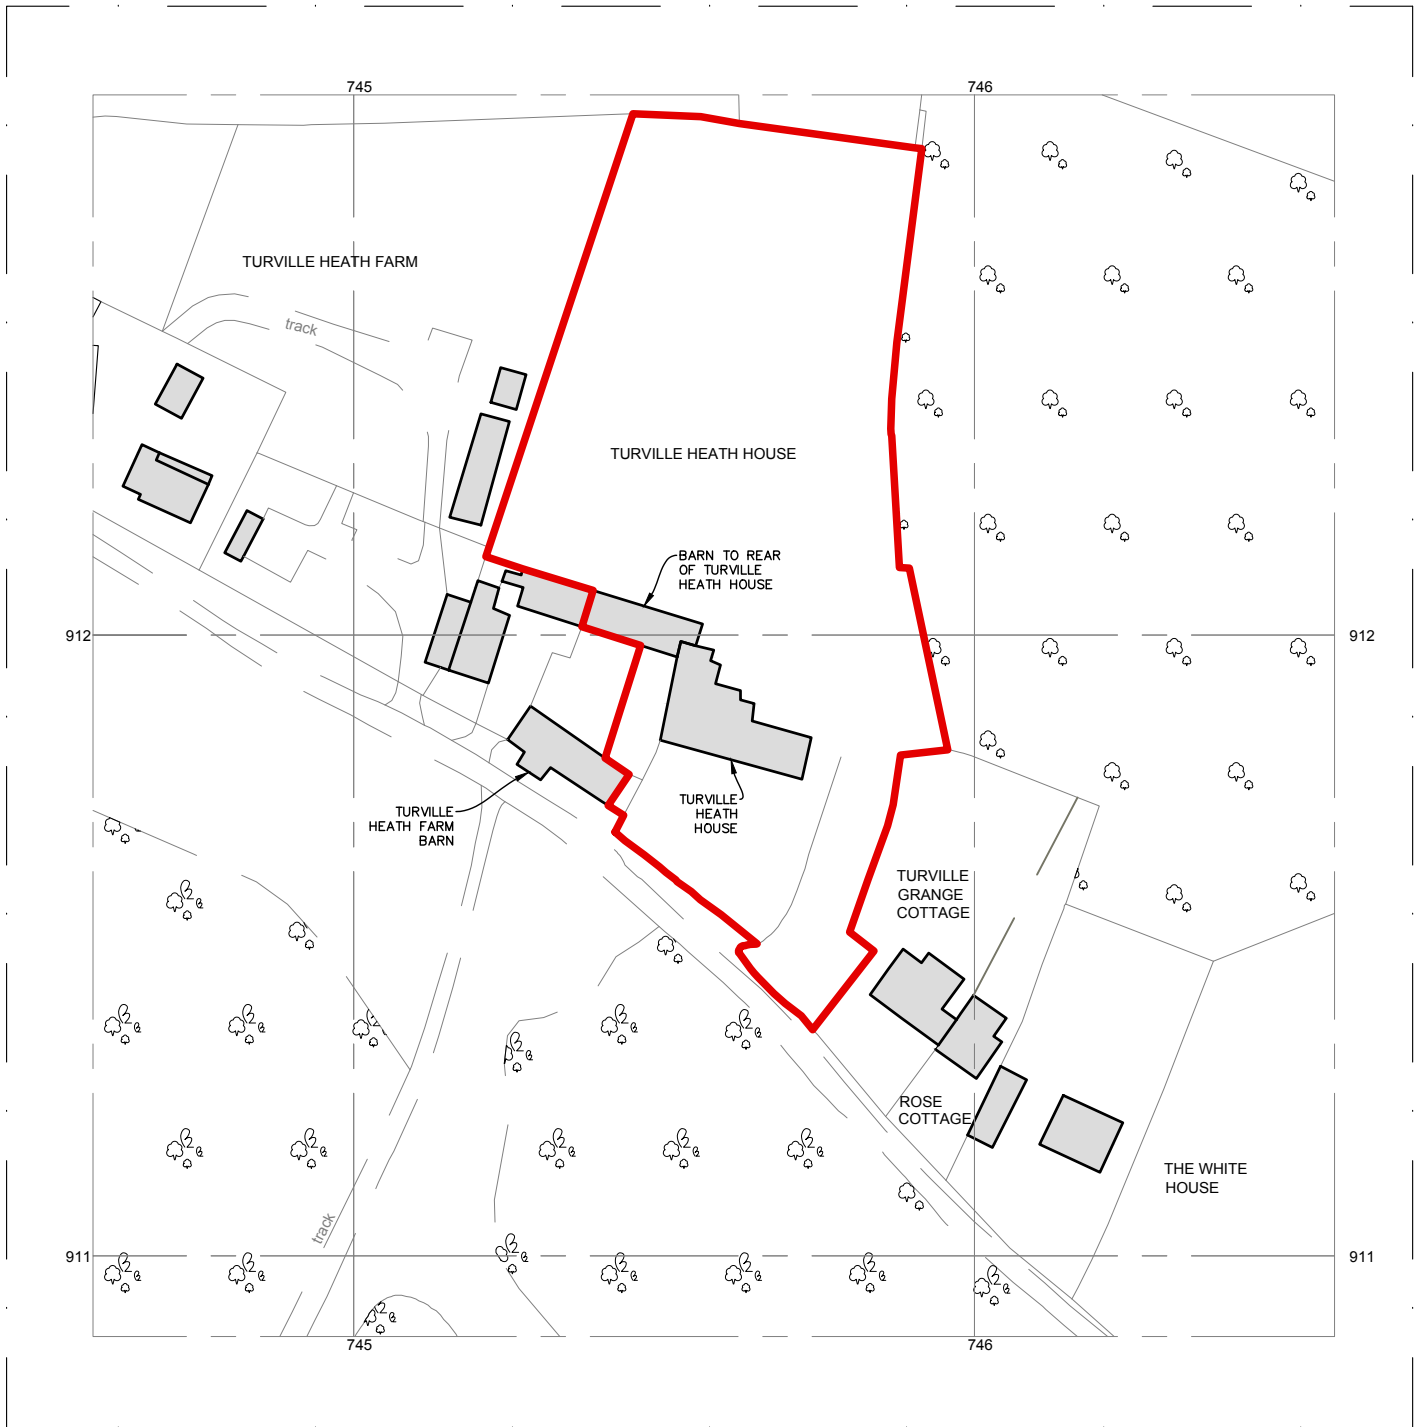 745
746
TURVILLE HEATH FARM
track
TURVILLE HEATH HOUSE
BARN TO REAR
OF TURVILLE
HEATH HOUSE
912
912
TURVILLE
HEATH
HOUSE
TURVILLE
HEATH FARM
BARN
TURVILLE
GRANGE
COTTAGE
ROSE
COTTAGE
THE WHITE
HOUSE
track
911
911
745
746